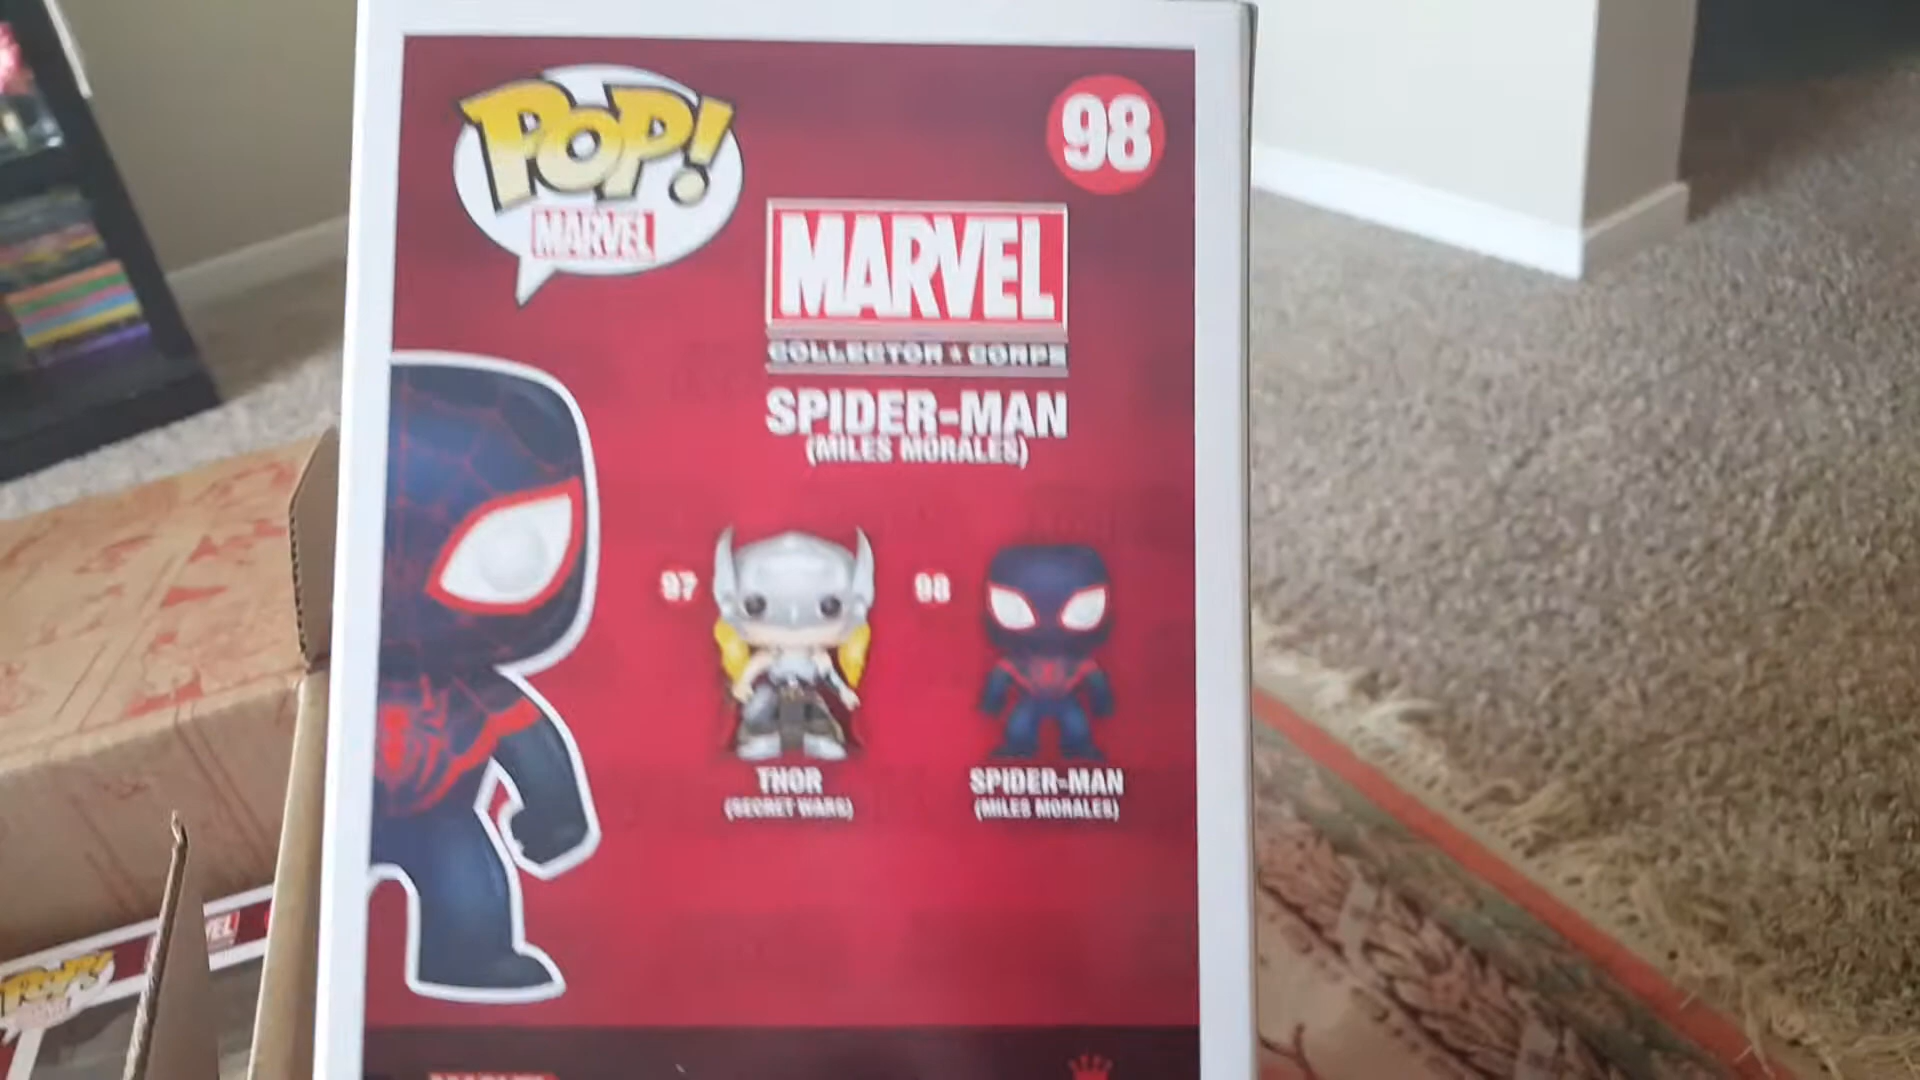 POP!
MARVEL
98
MARVEL
COLLECTOR ★ CORPS
SPIDER-MAN
(MILES MORALES)
97
98
THOR
(SECRET WARS)
SPIDER-MAN
(MILES MORALES)
POP!